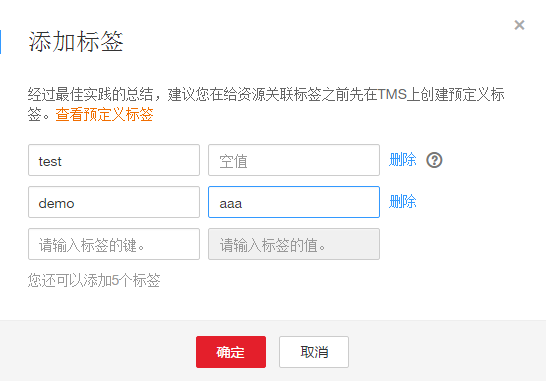 ×
添加标签
经过最佳实践的总结，建议您在给资源关联标签之前先在TMS上创建预定义标
签。查看预定义标签
test 空值 删除 ?
demo aaa 删除
请输入标签的键。 请输入标签的值。
您还可以添加5个标签
确定 取消